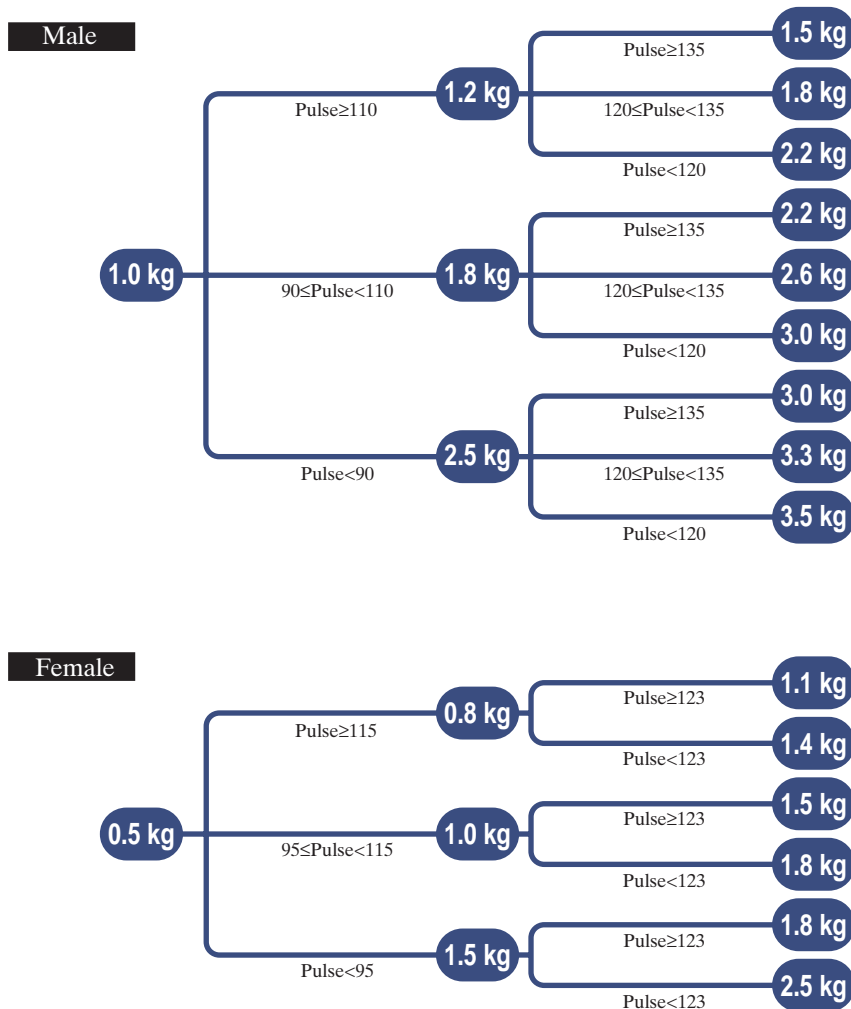 Male
1.5 kg
Pulse≥135
1.2 kg
1.8 kg
Pulse≥110
120≤Pulse<135
2.2 kg
Pulse<120
2.2 kg
Pulse≥135
1.0 kg
1.8 kg
2.6 kg
90≤Pulse<110
120≤Pulse<135
3.0 kg
Pulse<120
3.0 kg
Pulse≥135
2.5 kg
3.3 kg
Pulse<90
120≤Pulse<135
3.5 kg
Pulse<120
Female
1.1 kg
Pulse≥123
0.8 kg
Pulse≥115
1.4 kg
Pulse<123
1.5 kg
Pulse≥123
0.5 kg
1.0 kg
95≤Pulse<115
1.8 kg
Pulse<123
1.8 kg
Pulse≥123
1.5 kg
Pulse<95
2.5 kg
Pulse<123